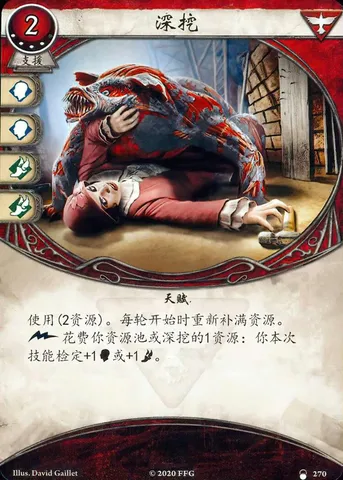 深挖
2
支援
天赋.
使用(2资源)。每轮开始时重新补满资源。
花费你资源池或深挖的1资源：你本次
技能检定+1或+1。
Illus. David Gaillet
© 2020 FFG
270